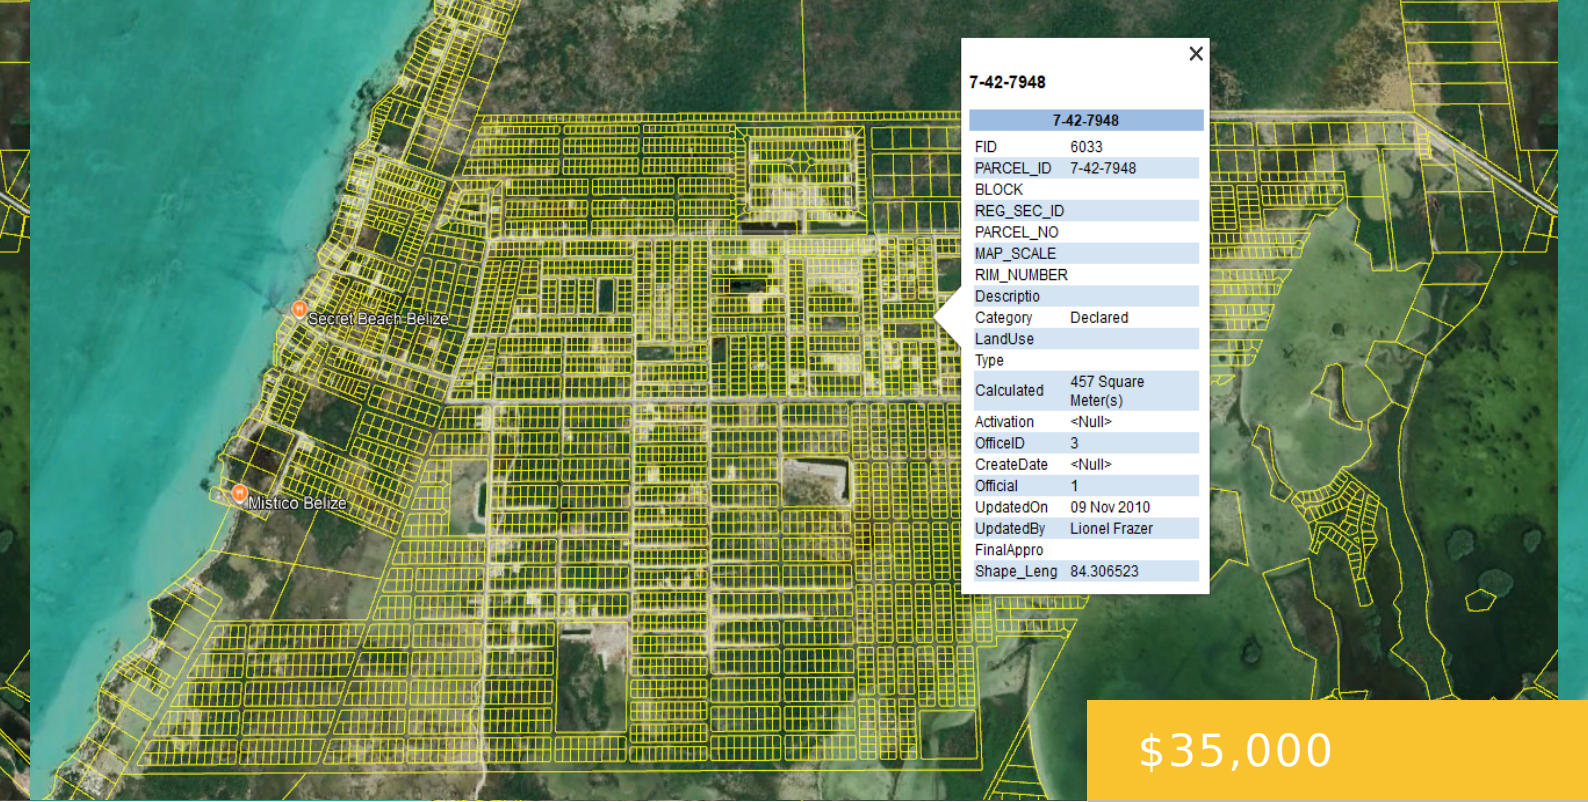 7-42-7948
7-42-7948
FID 6033
PARCEL_ID 7-42-7948
BLOCK
REG_SEC_ID
PARCEL_NO
MAP_SCALE
RIM_NUMBER
Descriptio
Category Declared
LandUse
Type
Calculated 457 Square
Meter(s)
Activation <Null>
OfficeID 3
CreateDate <Null>
Official 1
UpdatedOn 09 Nov 2010
UpdatedBy Lionel Frazer
FinalAppro
Shape_Leng 84.306523
Secret Beach Belize
Mistico Belize
$35,000